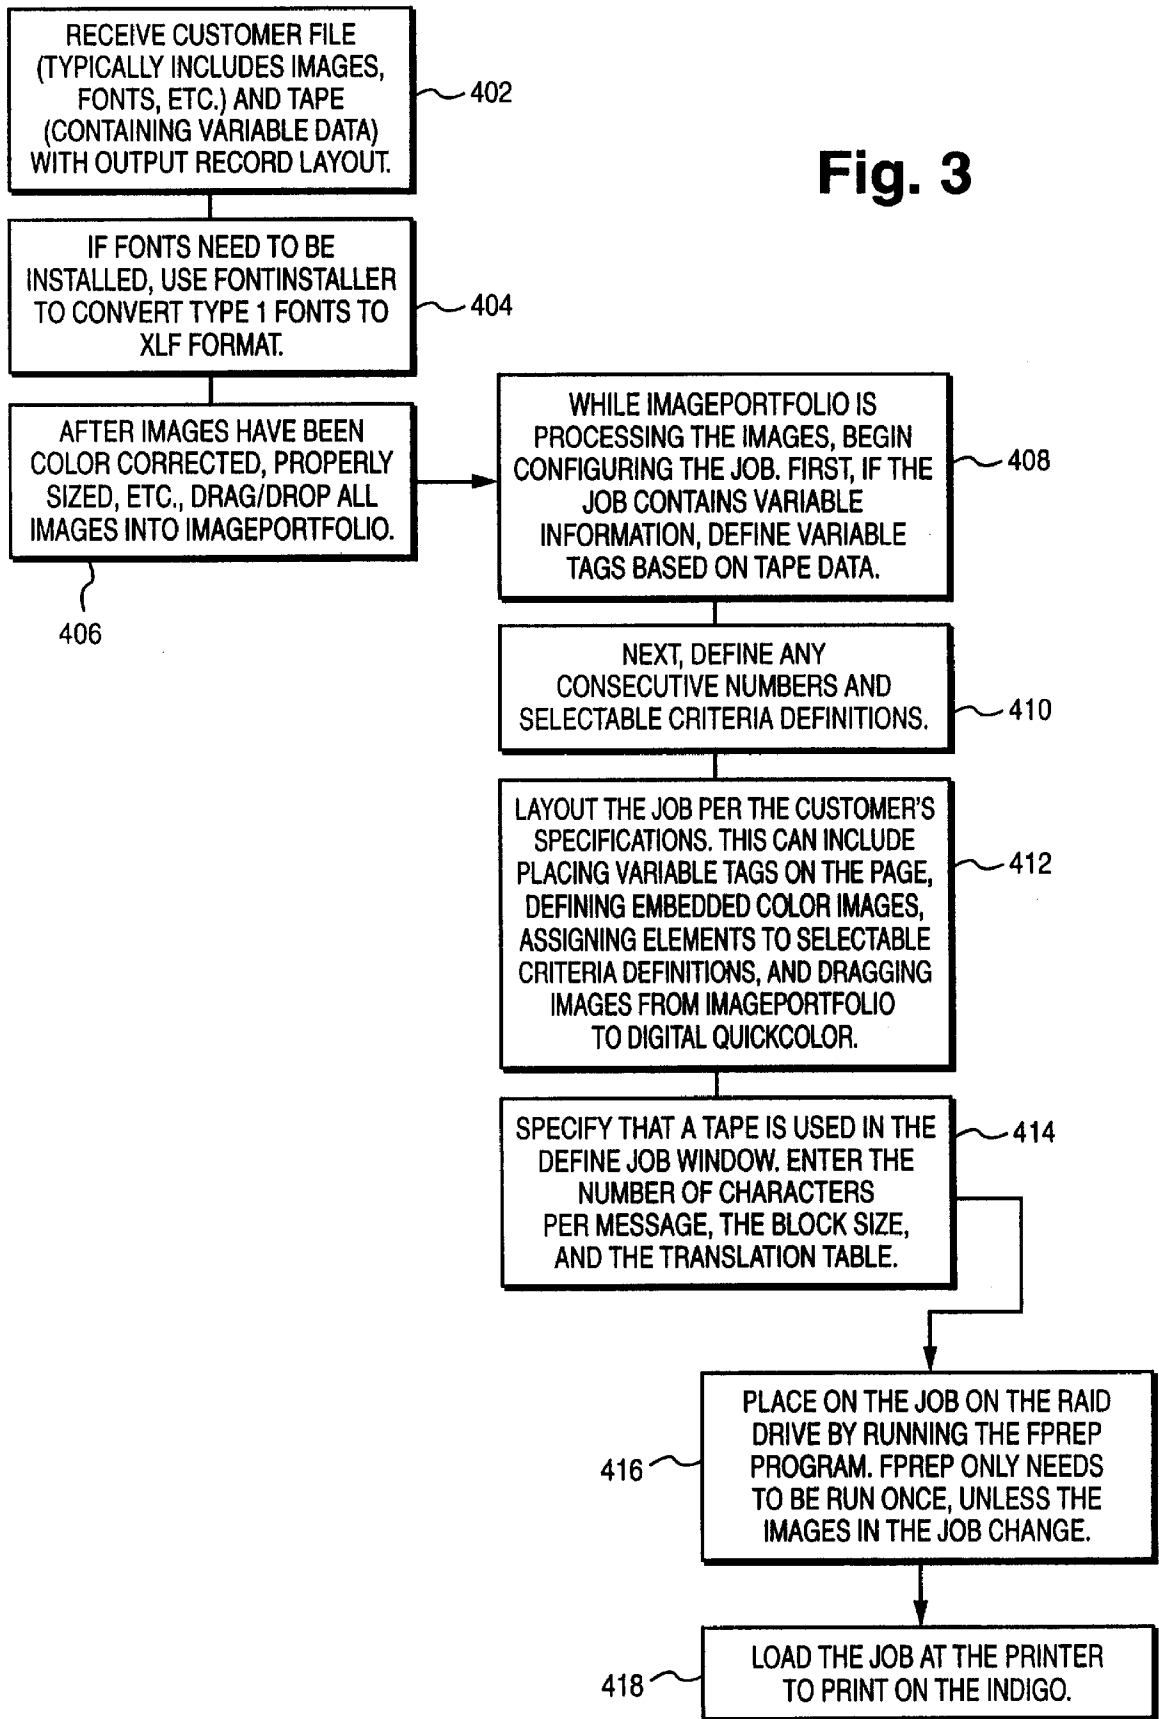 RECEIVE CUSTOMER FILE
(TYPICALLY INCLUDES IMAGES,
FONTS, ETC.) AND TAPE
(CONTAINING VARIABLE DATA)
WITH OUTPUT RECORD LAYOUT.
402
Fig. 3
IF FONTS NEED TO BE
INSTALLED, USE FONTINSTALLER
TO CONVERT TYPE 1 FONTS TO
XLF FORMAT.
404
AFTER IMAGES HAVE BEEN
COLOR CORRECTED, PROPERLY
SIZED, ETC., DRAG/DROP ALL
IMAGES INTO IMAGEPORTFOLIO.
406
WHILE IMAGEPORTFOLIO IS
PROCESSING THE IMAGES, BEGIN
CONFIGURING THE JOB. FIRST, IF THE
JOB CONTAINS VARIABLE
INFORMATION, DEFINE VARIABLE
TAGS BASED ON TAPE DATA.
408
NEXT, DEFINE ANY
CONSECUTIVE NUMBERS AND
SELECTABLE CRITERIA DEFINITIONS.
410
LAYOUT THE JOB PER THE CUSTOMER'S
SPECIFICATIONS. THIS CAN INCLUDE
PLACING VARIABLE TAGS ON THE PAGE,
DEFINING EMBEDDED COLOR IMAGES,
ASSIGNING ELEMENTS TO SELECTABLE
CRITERIA DEFINITIONS, AND DRAGGING
IMAGES FROM IMAGEPORTFOLIO
TO DIGITAL QUICKCOLOR.
412
SPECIFY THAT A TAPE IS USED IN THE
DEFINE JOB WINDOW. ENTER THE
NUMBER OF CHARACTERS
PER MESSAGE, THE BLOCK SIZE,
AND THE TRANSLATION TABLE.
414
PLACE ON THE JOB ON THE RAID
DRIVE BY RUNNING THE FPREP
PROGRAM. FPREP ONLY NEEDS
TO BE RUN ONCE, UNLESS THE
IMAGES IN THE JOB CHANGE.
416
LOAD THE JOB AT THE PRINTER
TO PRINT ON THE INDIGO.
418